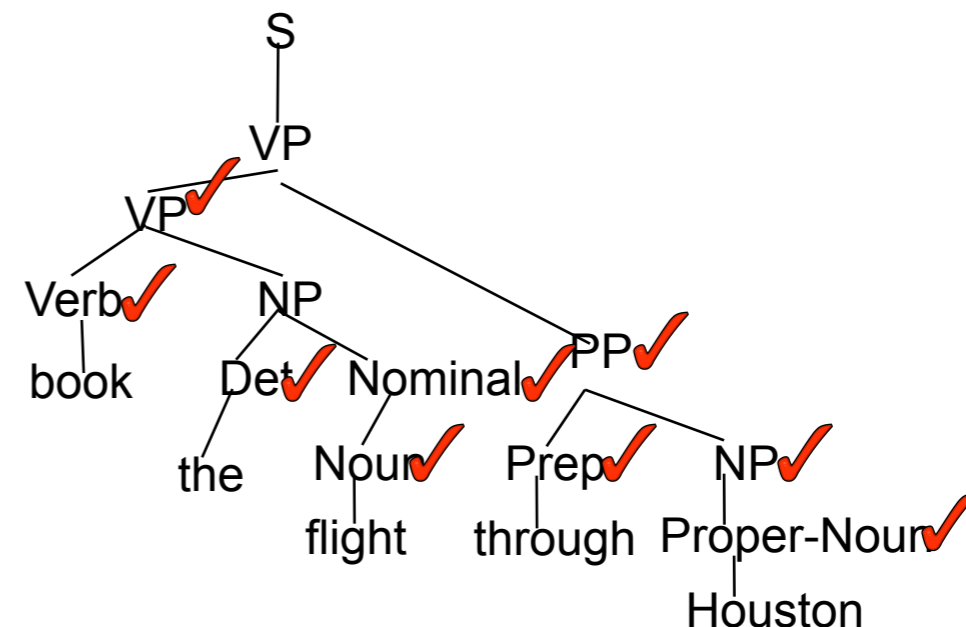 S
VP
VP
Verb NP
PP
book Det Nominal
the Noun Prep NP
flight through Proper-Noun
Houston